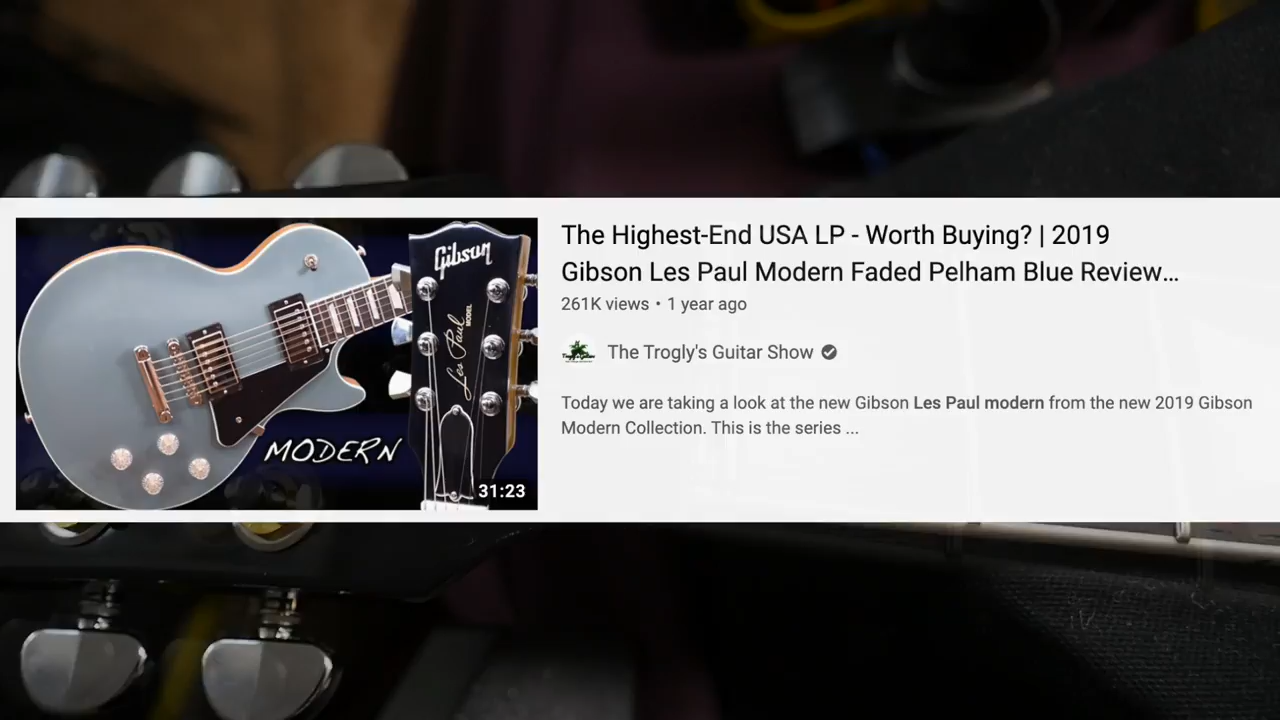 The Highest-End USA LP - Worth Buying? | 2019
Gibson Les Paul Modern Faded Pelham Blue Review...
261K views • 1 year ago
The Trogly's Guitar Show
Today we are taking a look at the new Gibson Les Paul modern from the new 2019 Gibson
Modern Collection. This is the series ...
Gibson
Les Paul
MODEL
MODERN
31:23